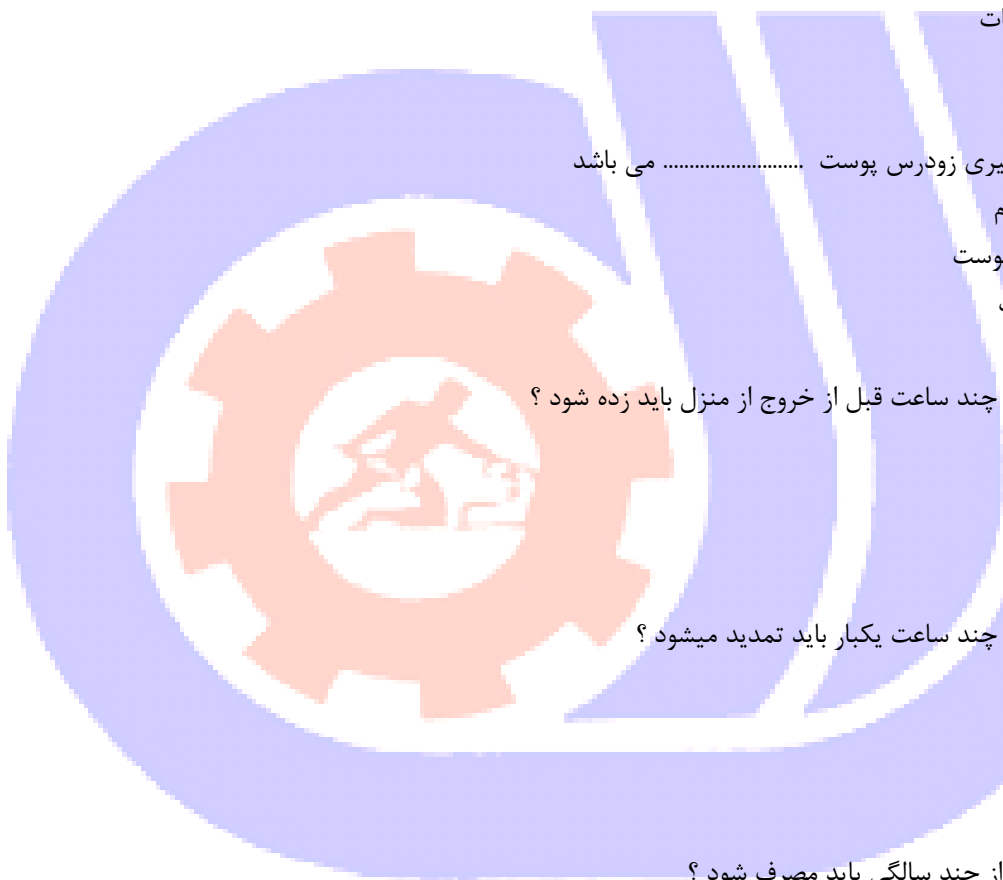 یری زودرس پوست ........................... می باشد
چند ساعت قبل از خروج از منزل باید زده شود ؟
چند ساعت یکبار باید تمدید میشود ؟
از چند سالگی باید مصرف شود ؟